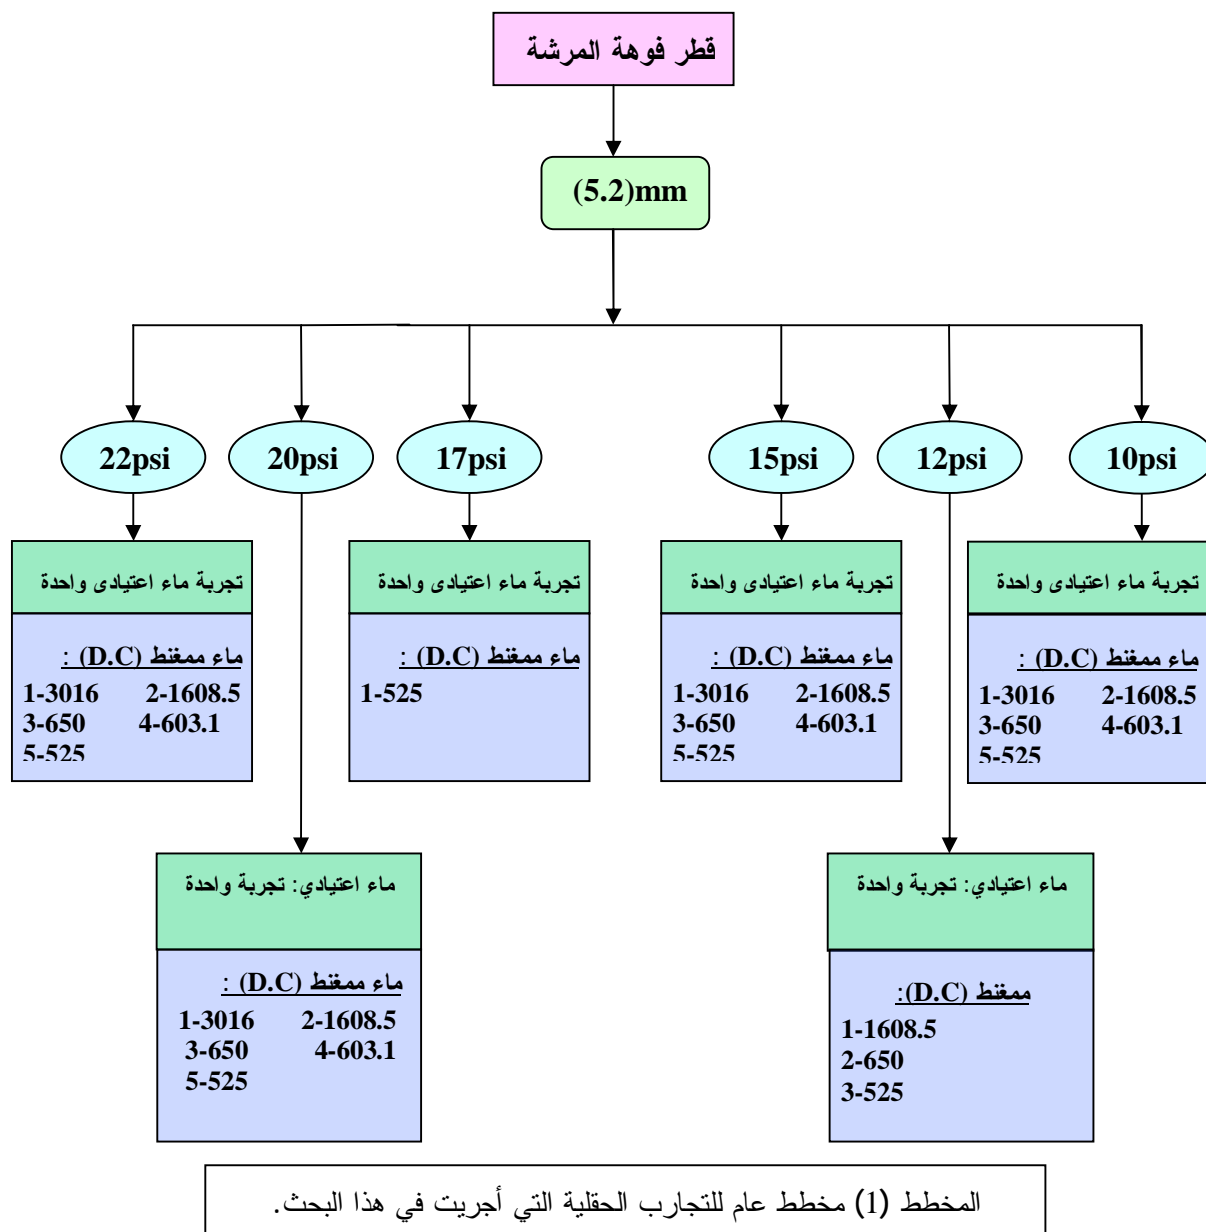 قطر فوهة المرشة
(5.2)mm
22psi
20psi
17psi
15psi
12psi
10psi
تجربة ماء اعتيادى واحدة
ماء ممغنط (D.C) :
1-3016 2-1608.5
3-650 4-603.1
5-525
تجربة ماء اعتيادى واحدة
ماء ممغنط (D.C) :
1-525
تجربة ماء اعتيادى واحدة
ماء ممغنط (D.C) :
1-3016 2-1608.5
3-650 4-603.1
5-525
تجربة ماء اعتيادى واحدة
ماء ممغنط (D.C) :
1-3016 2-1608.5
3-650 4-603.1
5-525
ماء اعتيادي: تجربة واحدة
ماء ممغنط (D.C) :
1-3016 2-1608.5
3-650 4-603.1
5-525
ماء اعتيادي: تجربة واحدة
ممغنط (D.C):
1-1608.5
2-650
3-525
المخطط (1) مخطط عام للتجارب الحقلية التي أجريت في هذا البحث.